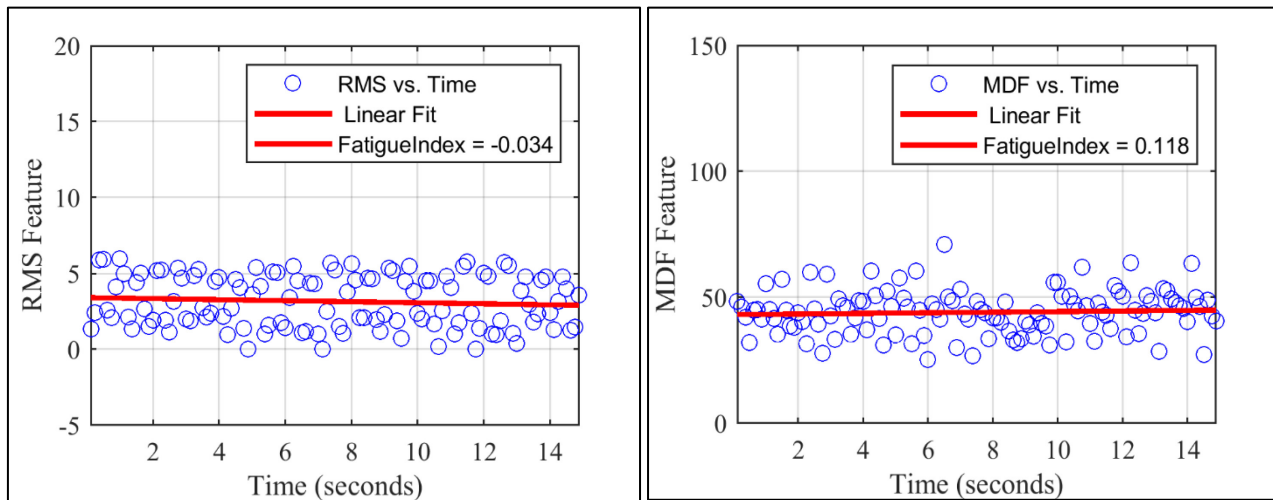 20
15
10
5
0
-5
RMS Feature
RMS vs. Time
Linear Fit
FatigueIndex = -0.034
2 4 6 8 10 12 14
Time (seconds)
150
100
50
0
MDF Feature
MDF vs. Time
Linear Fit
FatigueIndex = 0.118
2 4 6 8 10 12 14
Time (seconds)